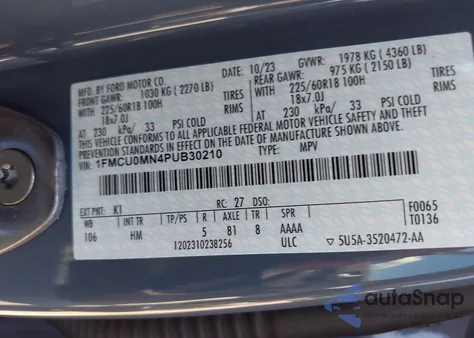 MFD. BY FORD MOTOR CO.
10/23 GVWR: 1978 KG ( 4360 LB)
FRONT GAWR: 1030 KG ( 2270 LB) REAR GAWR: 975 KG ( 2150 LB)
WITH 225/60R18 100H TIRES WITH 225/60R18 100H TIRES
18x7.0J RIMS 18x7.0J RIMS
AT 230 kPa/ 33 PSI COLD AT 230 kPa/ 33 PSI COLD
THIS VEHICLE CONFORMS TO ALL APPLICABLE FEDERAL MOTOR VEHICLE SAFETY AND THEFT PREVENTION STANDARDS IN EFFECT ON THE
DATE OF MANUFACTURE SHOWN ABOVE.
VIN: 1FMCU0MN4PUB30210
TYPE: MPV
EXT PNT: K1 RC: 27 DSO: F0065
WB INT TR TP/PS R AXLE TR SPR T0136
106 HM 5 81 8 AAAA
1202310238256 ULC 5U5A-3520472-AA
autoSnap